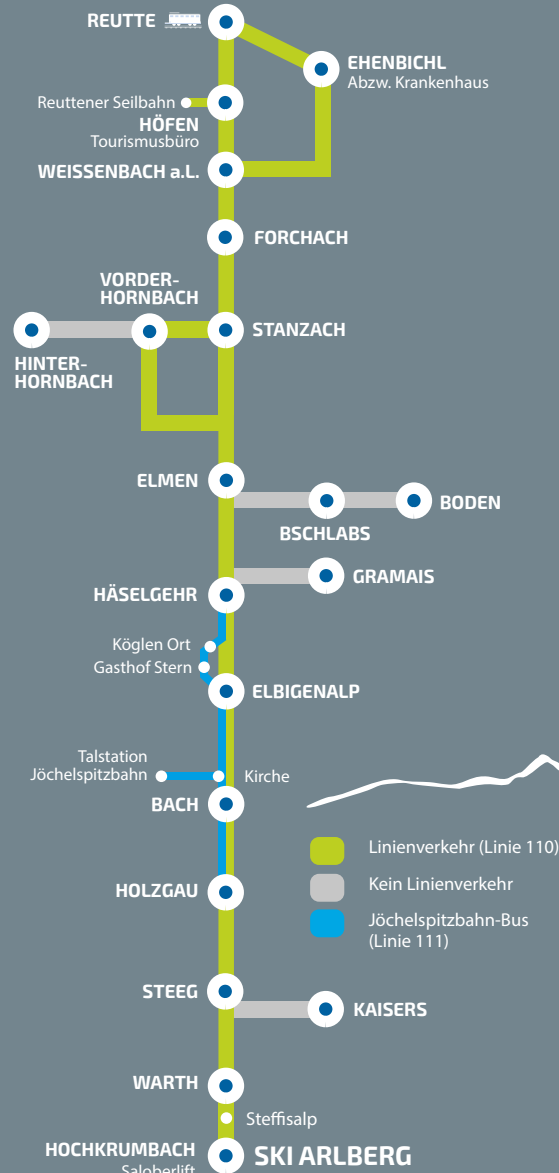 REUTTE
EHENBICHL
Abzw. Krankenhaus
Reuttener Seilbahn
HÖFEN
Tourismusbüro
WEISSENBACH a.L.
FORCHACH
VORDER-
HORNBACH
STANZACH
HINTER-
HORNBACH
ELMEN
BODEN
BSCHLABS
GRAMAIS
HÄSELGEHR
Köglen Ort
Gasthof Stern
ELBIGENALP
Talstation
Jöchelspitzbahn
Kirche
BACH
Linienverkehr (Linie 110)
Kein Linienverkehr
HOLZGAU
Jöchelspitzbahn-Bus
(Linie 111)
STEEG
KAISERS
WARTH
Steffisalp
HOCHKRUMBACH
SKI ARLBERG
Saloberlift